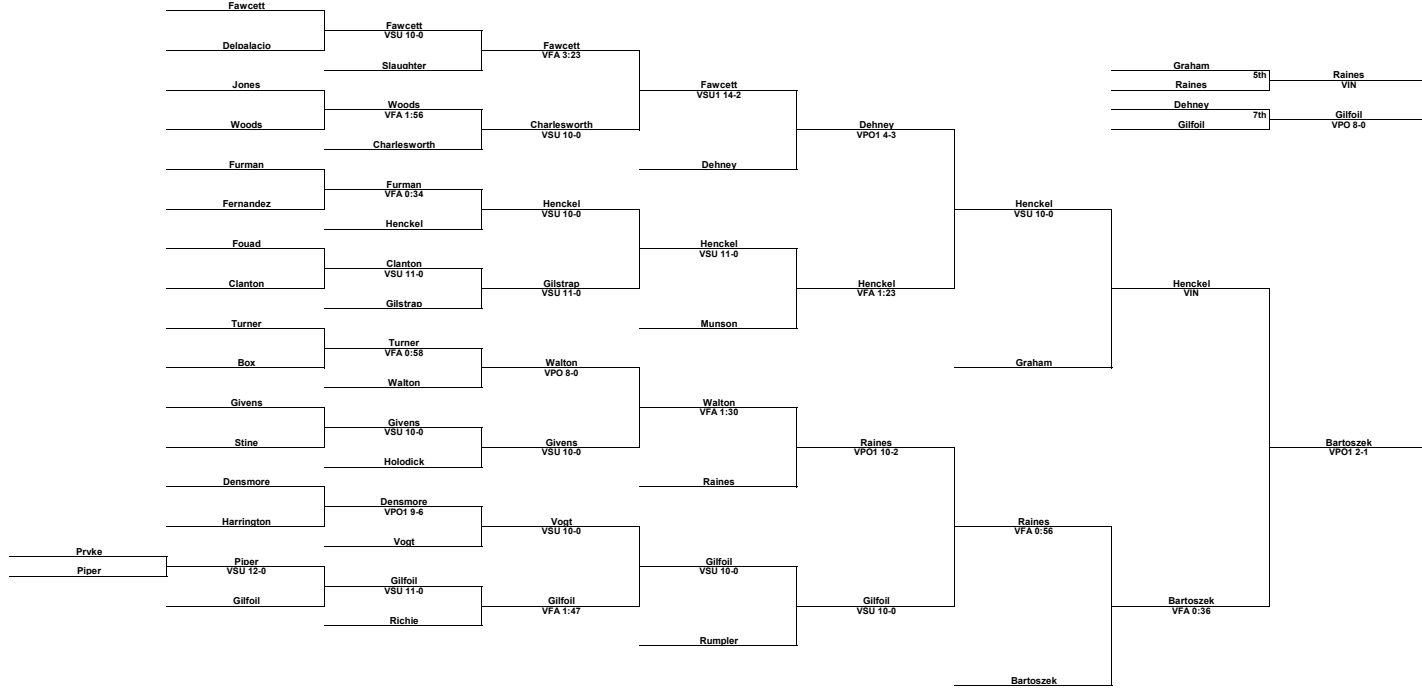 Pryke
Piper
Fawcett
Delpalacio
Jones
Woods
Furman
Fernandez
Fouad
Clanton
Turner
Box
Givens
Stine
Densmore
Harrington
Piper
VSU 12-0
Gilfoil
Fawcett
VSU 10-0
Slaughter
Woods
VFA 1:56
Charlesworth
Furman
VFA 0:34
Henckel
Clanton
VSU 11-0
Gilstrap
Turner
VFA 0:58
Walton
Givens
VSU 10-0
Holodick
Densmore
VPO1 9-6
Vogt
Gilfoil
VSU 11-0
Richie
Fawcett
VFA 3:23
Charlesworth
VSU 10-0
Henckel
VSU 10-0
Gilstrap
VSU 11-0
Walton
VPO 8-0
Givens
VSU 10-0
Vogt
VSU 10-0
Gilfoil
VFA 1:47
Fawcett
VSU1 14-2
Dehney
Henckel
VSU 11-0
Munson
Walton
VFA 1:30
Raines
Gilfoil
VSU 10-0
Rumpler
Dehney
VPO1 4-3
Henckel
VFA 1:23
Raines
VPO1 10-2
Gilfoil
VSU 10-0
Henckel
VSU 10-0
Graham
Raines
VFA 0:56
Bartoszek
Graham
5th
Raines
Dehney
7th
Gilfoil
Henckel
VIN
Bartoszek
VFA 0:36
Raines
VIN
Gilfoil
VPO 8-0
Bartoszek
VPO1 2-1